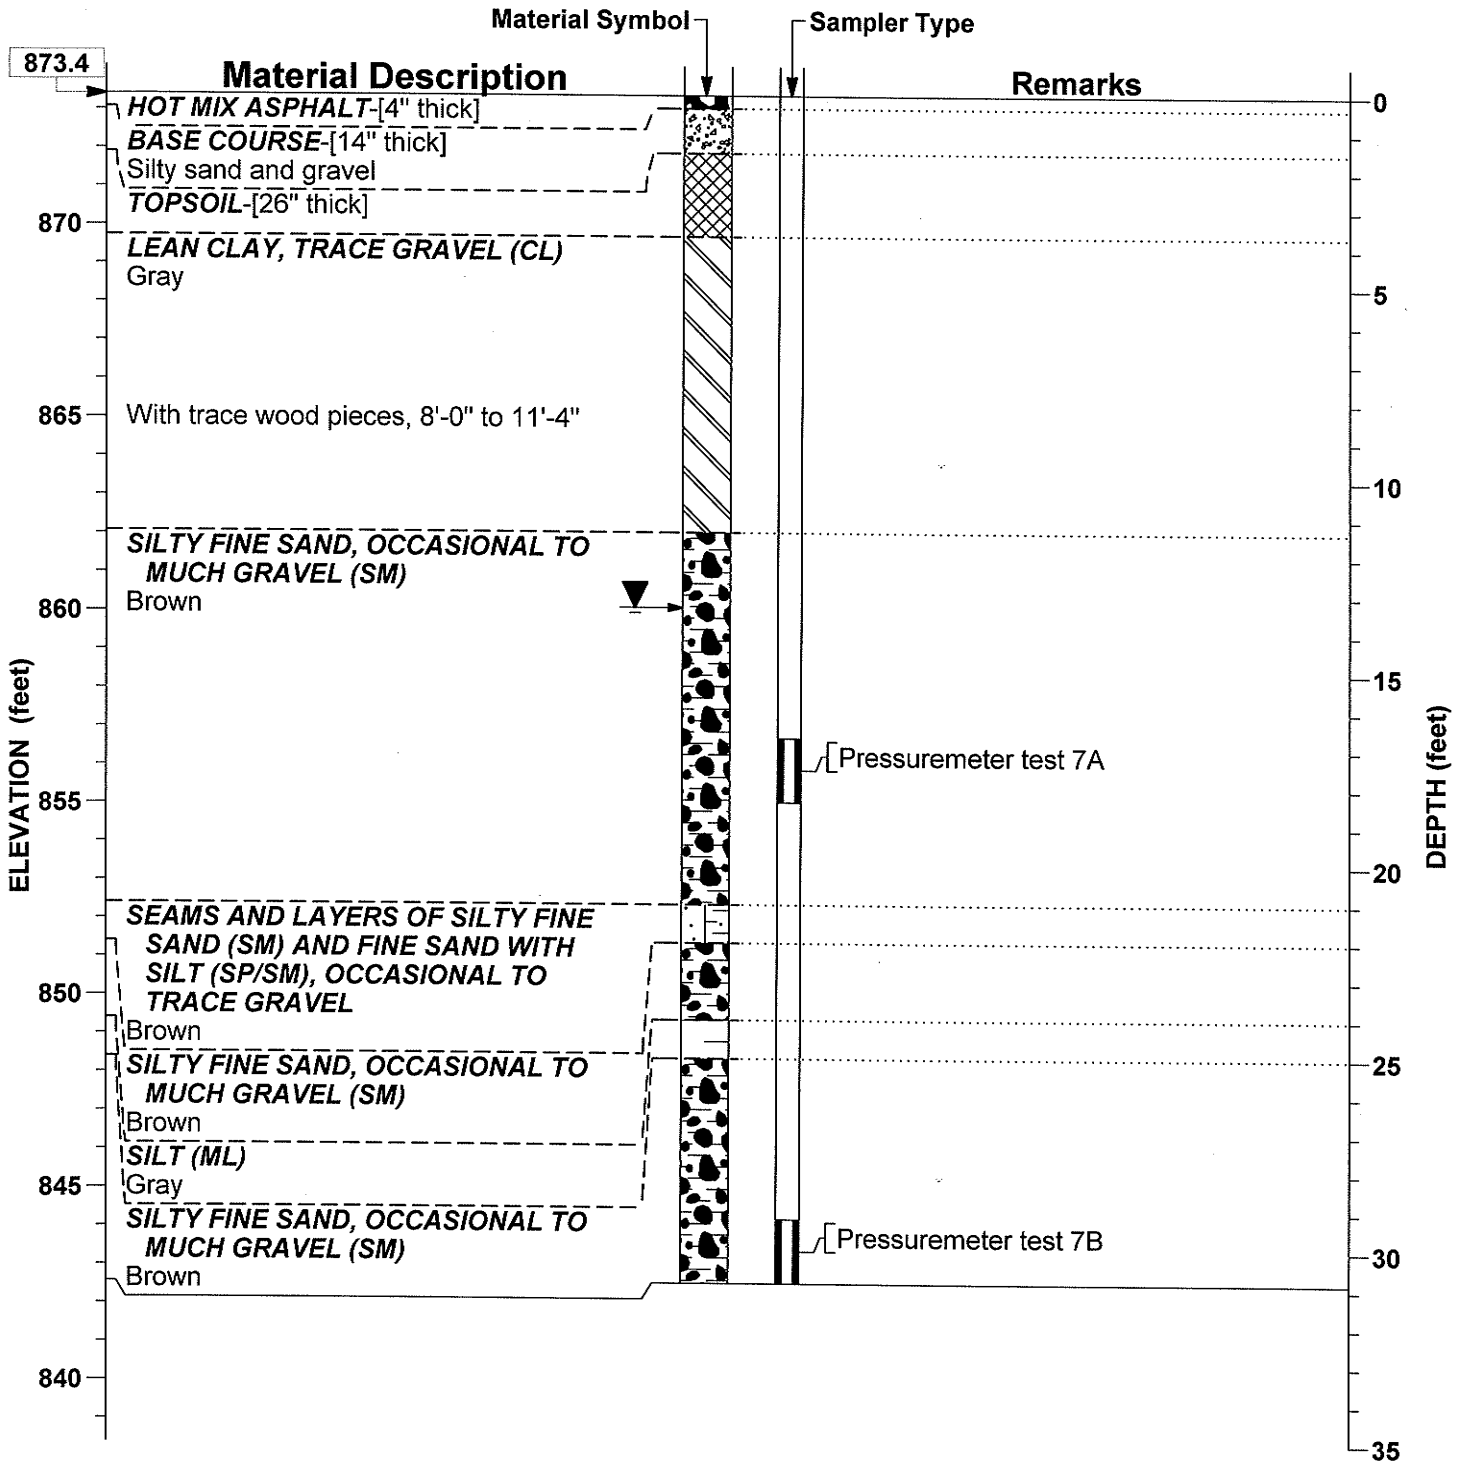 Material Symbol
Sampler Type
873.4
Material Description
Remarks
HOT MIX ASPHALT-[4" thick]
BASE COURSE-[14" thick]
Silty sand and gravel
TOPSOIL-[26" thick]
LEAN CLAY, TRACE GRAVEL (CL)
Gray
With trace wood pieces, 8'-0" to 11'-4"
SILTY FINE SAND, OCCASIONAL TO
MUCH GRAVEL (SM)
Brown
Pressuremeter test 7A
SEAMS AND LAYERS OF SILTY FINE
SAND (SM) AND FINE SAND WITH
SILT (SP/SM), OCCASIONAL TO
TRACE GRAVEL
Brown
SILTY FINE SAND, OCCASIONAL TO
MUCH GRAVEL (SM)
Brown
SILT (ML)
Gray
SILTY FINE SAND, OCCASIONAL TO
MUCH GRAVEL (SM)
Brown
Pressuremeter test 7B
ELEVATION (feet)
870
865
860
855
850
845
840
DEPTH (feet)
0
5
10
15
20
25
30
35